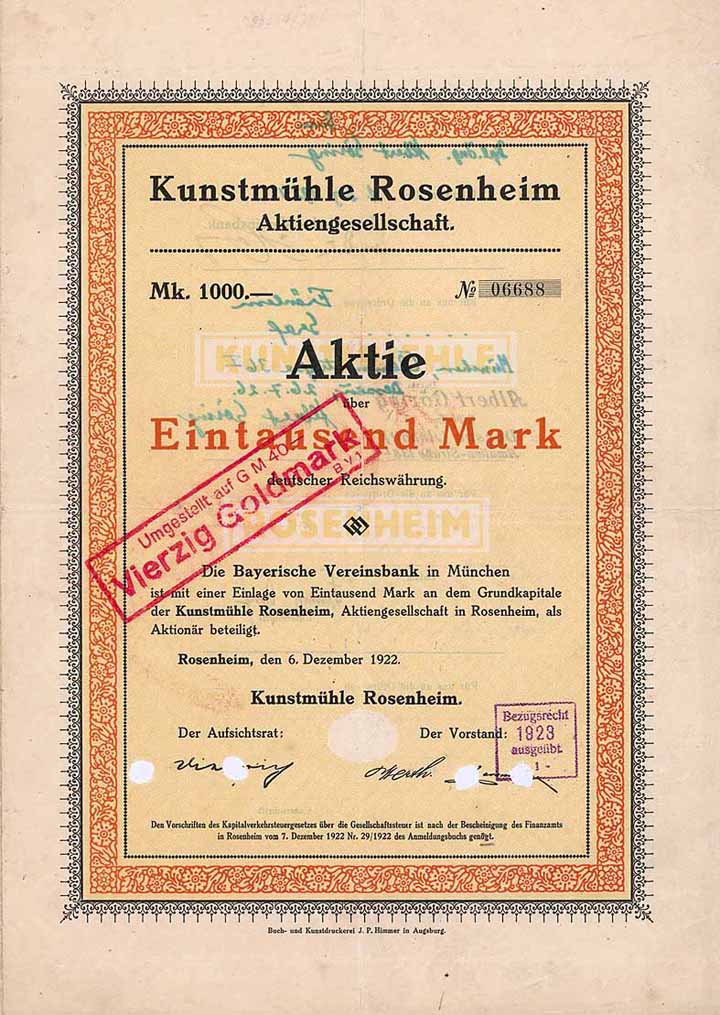 Kunstmühle Rosenheim
Aktiengesellschaft.
Mk. 1000.—
№ 06688
KUNSTMÜHLE
Aktie
über
Eintausend Mark
deutscher Reichswährung.
Umgestellt auf G M 40
Vierzig Goldmark
ROSENHEIM
Die Bayerische Vereinsbank in München
ist mit einer Einlage von Eintausend Mark an dem Grundkapitale
der Kunstmühle Rosenheim, Aktiengesellschaft in Rosenheim, als
Aktionär beteiligt.
Rosenheim, den 6. Dezember 1922.
Kunstmühle Rosenheim.
Der Aufsichtsrat:
Der Vorstand:
Bezugsrecht
1923
ausgeübt
- 1 -
Den Vorschriften des Kapitalverkehrsteuergesetzes über die Gesellschaftssteuer ist nach der Bescheinigung des Finanzamts
in Rosenheim vom 7. Dezember 1922 Nr. 29/1922 des Anmeldungsbuchs genügt.
Buch- und Kunstdruckerei J. P. Himmer in Augsburg.